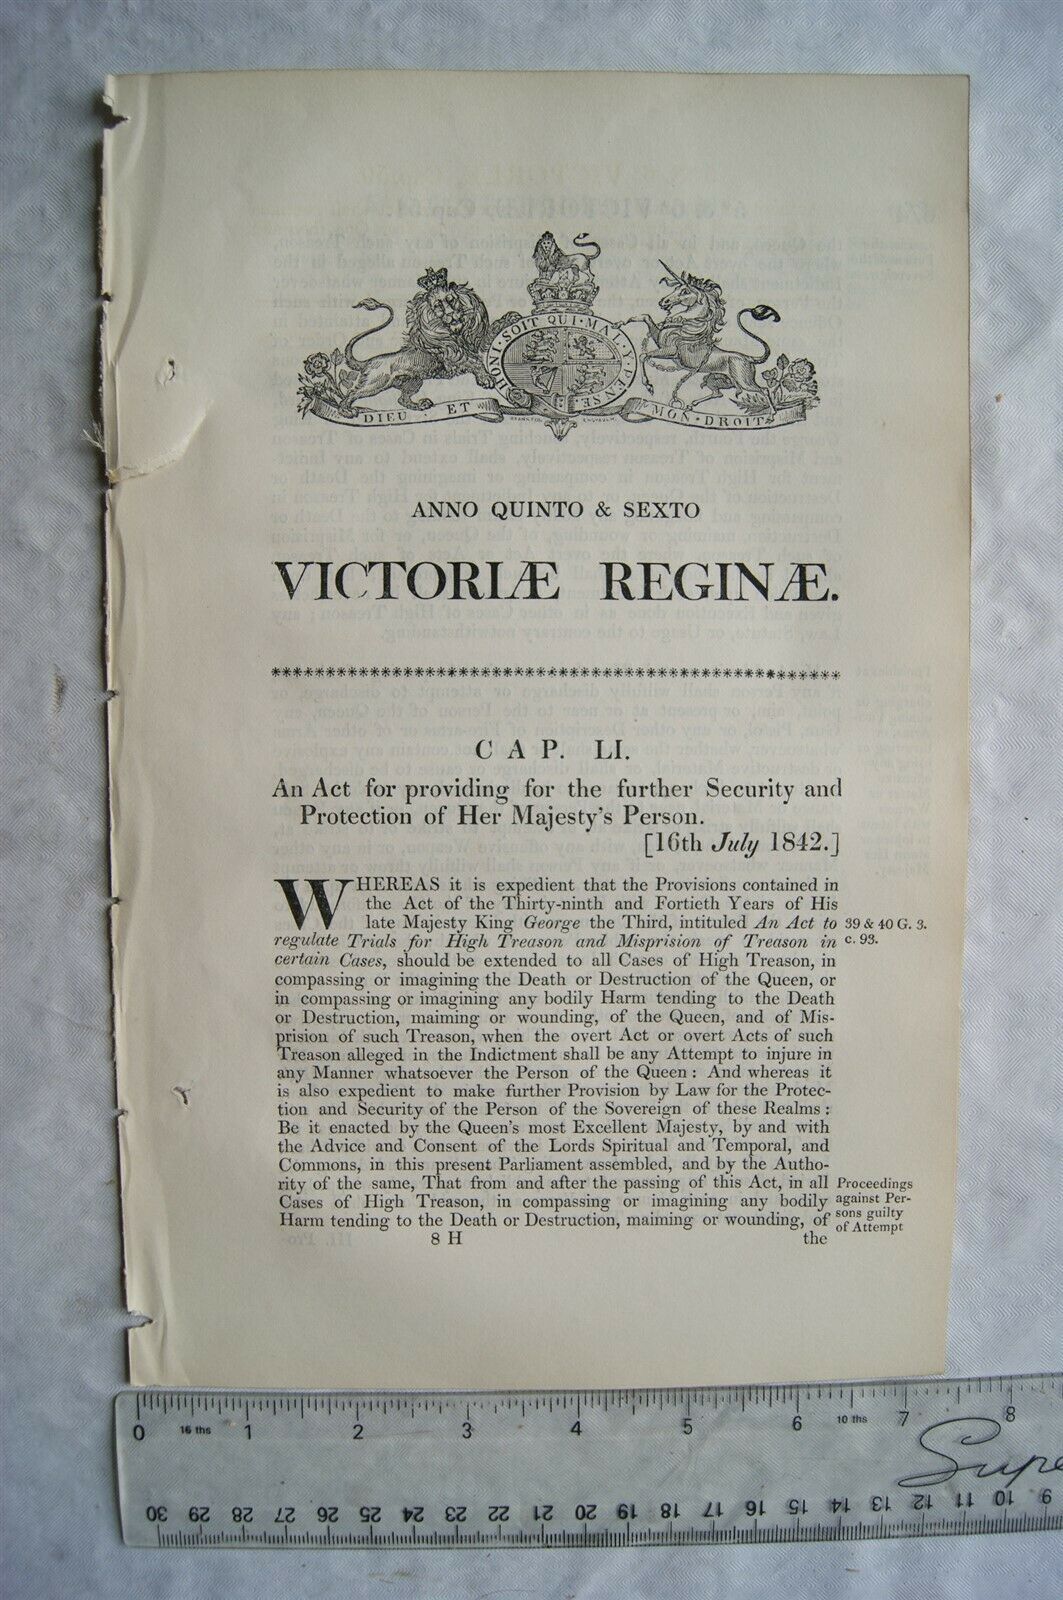 HONI·SOIT QUI·MAL·Y·PENSE
DIEU · ET
MON·DROIT
ANNO QUINTO & SEXTO
VICTORIÆ REGINÆ.
CAP. LI.
An Act for providing for the further Security and
Protection of Her Majesty's Person.
[16th July 1842.]
WHEREAS it is expedient that the Provisions contained in
the Act of the Thirty-ninth and Fortieth Years of His
late Majesty King George the Third, intituled An Act to
39 & 40 G. 3.
regulate Trials for High Treason and Misprision of Treason in
c. 93.
certain Cases, should be extended to all Cases of High Treason, in
compassing or imagining the Death or Destruction of the Queen, or
in compassing or imagining any bodily Harm tending to the Death
or Destruction, maiming or wounding, of the Queen, and of Mis-
prision of such Treason, when the overt Act or overt Acts of such
Treason alleged in the Indictment shall be any Attempt to injure in
any Manner whatsoever the Person of the Queen: And whereas it
is also expedient to make further Provision by Law for the Protec-
tion and Security of the Person of the Sovereign of these Realms:
Be it enacted by the Queen's most Excellent Majesty, by and with
the Advice and Consent of the Lords Spiritual and Temporal, and
Commons, in this present Parliament assembled, and by the Autho-
rity of the same, That from and after the passing of this Act, in all
Cases of High Treason, in compassing or imagining any bodily
Harm tending to the Death or Destruction, maiming or wounding, of
Proceedings
against Per-
sons guilty
of Attempt
8 H
the
0 1 2 3 4 5 6 7 8
16 ths
10 ths
30 29 28 27 26 25 24 23 22 21 20 19 18 17 16 15 14 13 12 11 10 9